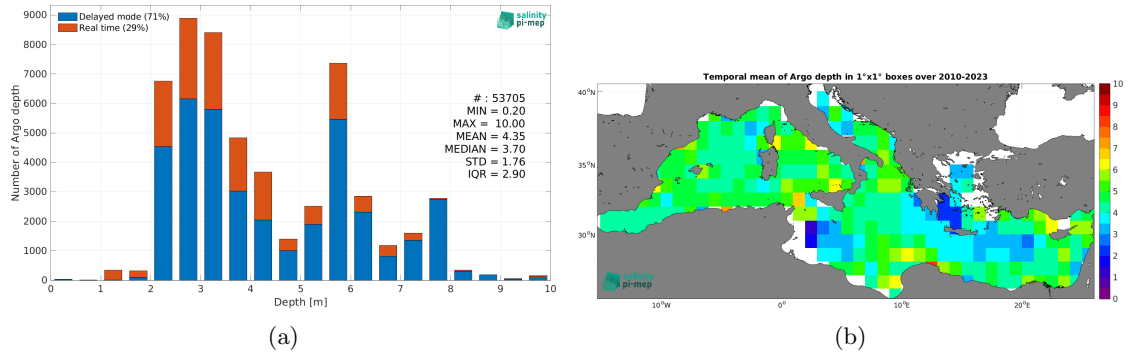 Delayed mode (71%)
Real time (29%)
salinity
pi-mep
Number of Argo depth
9000
8000
7000
6000
5000
4000
3000
2000
1000
0
# : 53705
MIN = 0.20
MAX = 10.00
MEAN = 4.35
MEDIAN = 3.70
STD = 1.76
IQR = 2.90
0 1 2 3 4 5 6 7 8 9 10
Depth [m]
(a)
Temporal mean of Argo depth in 1°x1° boxes over 2010-2023
40°N
35°N
30°N
salinity
pi-mep
10°W 0° 10°E 20°E
10
9
8
7
6
5
4
3
2
1
0
(b)